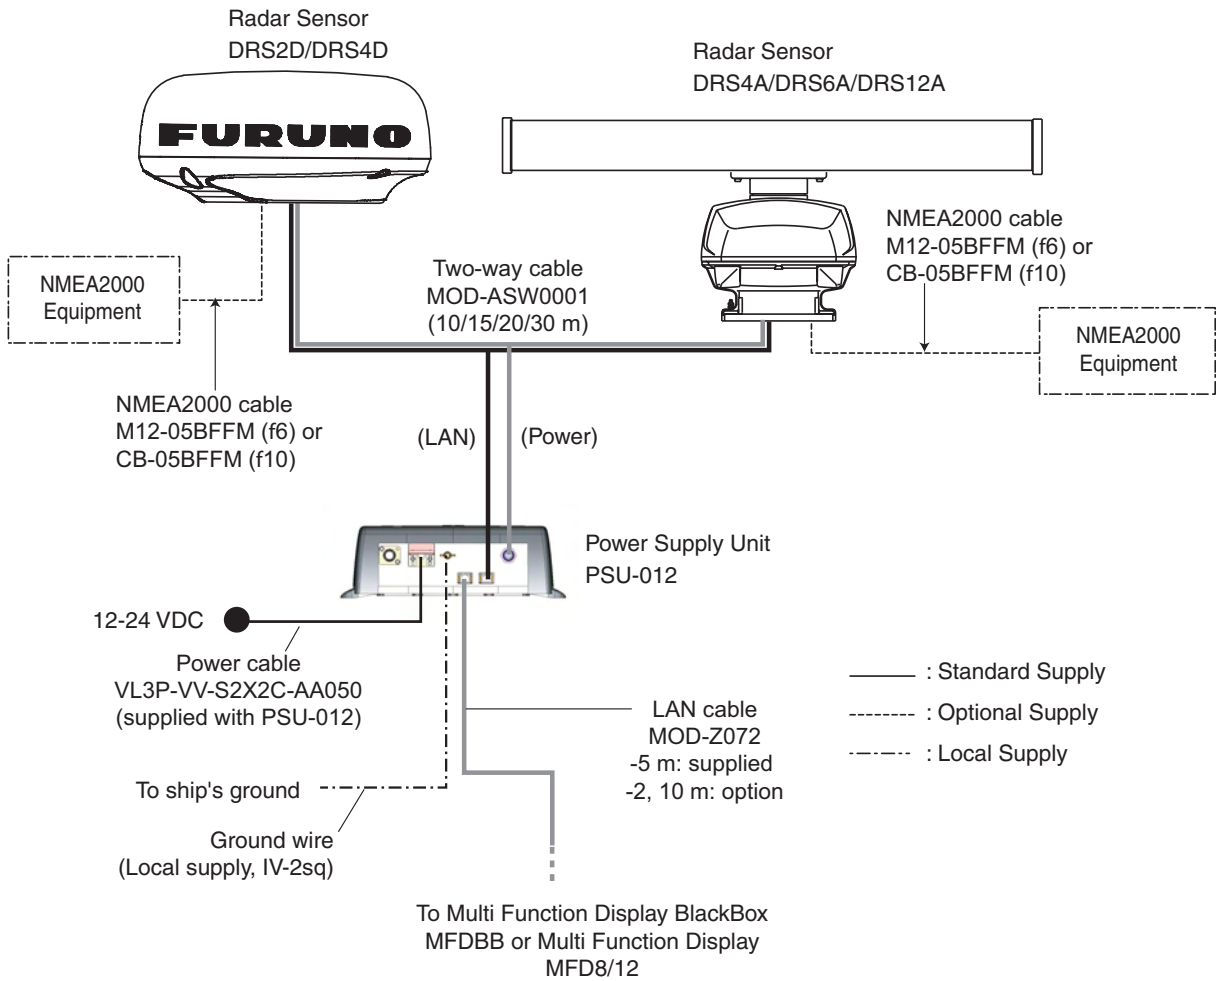 Radar Sensor
DRS2D/DRS4D
Radar Sensor
DRS4A/DRS6A/DRS12A
FURUNO
NMEA2000 cable
M12-05BFFM (f6) or
CB-05BFFM (f10)
NMEA2000
Equipment
Two-way cable
MOD-ASW0001
(10/15/20/30 m)
NMEA2000
Equipment
NMEA2000 cable
M12-05BFFM (f6) or
CB-05BFFM (f10)
(LAN)
(Power)
Power Supply Unit
PSU-012
12-24 VDC
Power cable
VL3P-VV-S2X2C-AA050
(supplied with PSU-012)
: Standard Supply
: Optional Supply
: Local Supply
LAN cable
MOD-Z072
-5 m: supplied
-2, 10 m: option
To ship's ground
Ground wire
(Local supply, IV-2sq)
To Multi Function Display BlackBox
MFDBB or Multi Function Display
MFD8/12